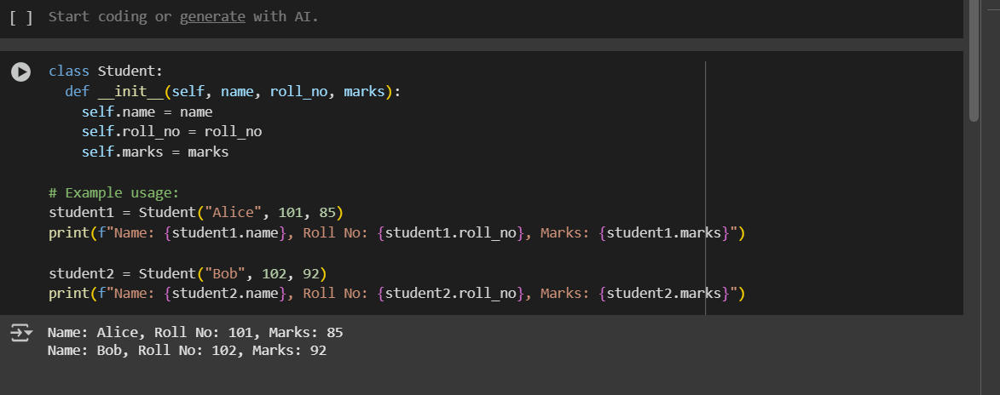 [ ] Start coding or generate with AI.
class Student:
  def __init__(self, name, roll_no, marks):
    self.name = name
    self.roll_no = roll_no
    self.marks = marks

# Example usage:
student1 = Student("Alice", 101, 85)
print(f"Name: {student1.name}, Roll No: {student1.roll_no}, Marks: {student1.marks}")

student2 = Student("Bob", 102, 92)
print(f"Name: {student2.name}, Roll No: {student2.roll_no}, Marks: {student2.marks}")
Name: Alice, Roll No: 101, Marks: 85
Name: Bob, Roll No: 102, Marks: 92